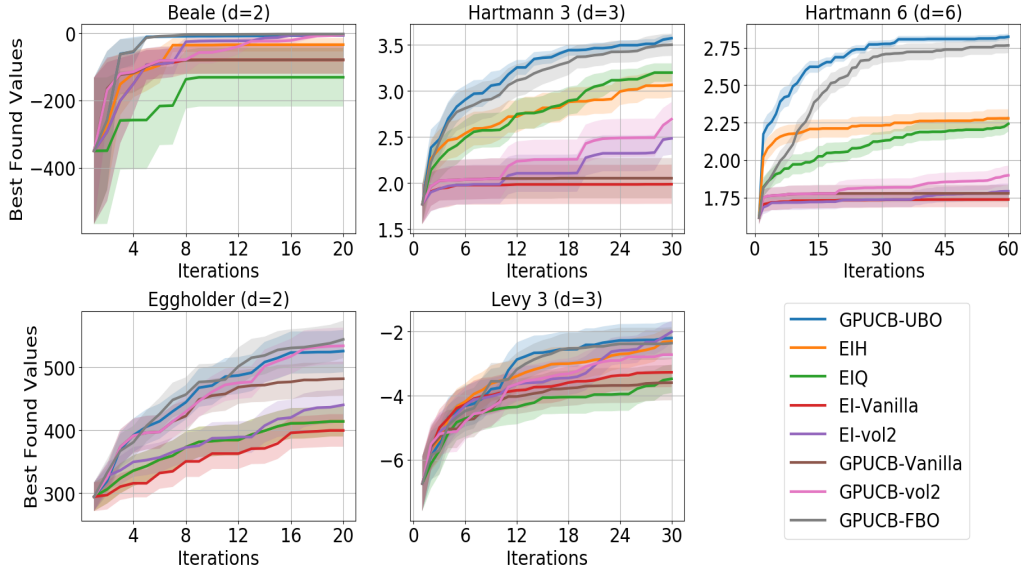 Beale (d=2)
Best Found Values
0
−200
−400
4
8
12
16
20
Iterations
Hartmann 3 (d=3)
3.5
3.0
2.5
2.0
1.5
0
6
12
18
24
30
Iterations
Hartmann 6 (d=6)
2.75
2.50
2.25
2.00
1.75
0
15
30
45
60
Iterations
Eggholder (d=2)
Best Found Values
500
400
300
4
8
12
16
20
Iterations
Levy 3 (d=3)
−2
−4
−6
0
6
12
18
24
30
Iterations
GPUCB-UBO
EIH
EIQ
EI-Vanilla
EI-vol2
GPUCB-Vanilla
GPUCB-vol2
GPUCB-FBO